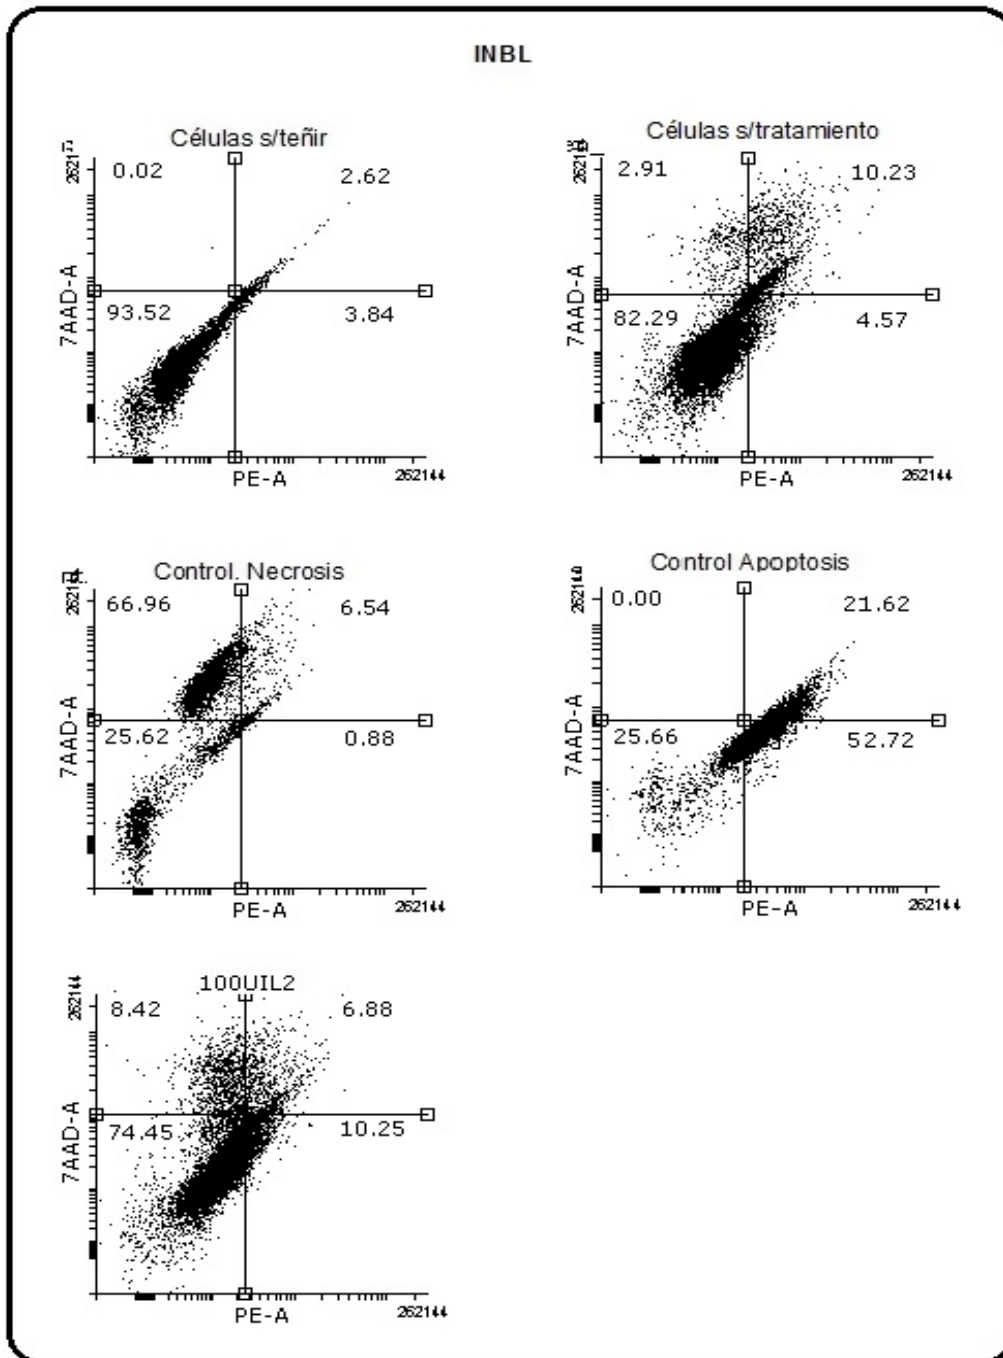 INBL
Células s/teñir
0.02
2.62
93.52
3.84
7AAD-A
PE-A
262144
Células s/tratamiento
2.91
10.23
82.29
4.57
7AAD-A
PE-A
262144
Control. Necrosis
66.96
6.54
25.62
0.88
7AAD-A
PE-A
262144
Control Apoptosis
0.00
21.62
25.66
52.72
7AAD-A
PE-A
262144
100UIL2
262144
8.42
6.88
74.45
10.25
7AAD-A
PE-A
262144